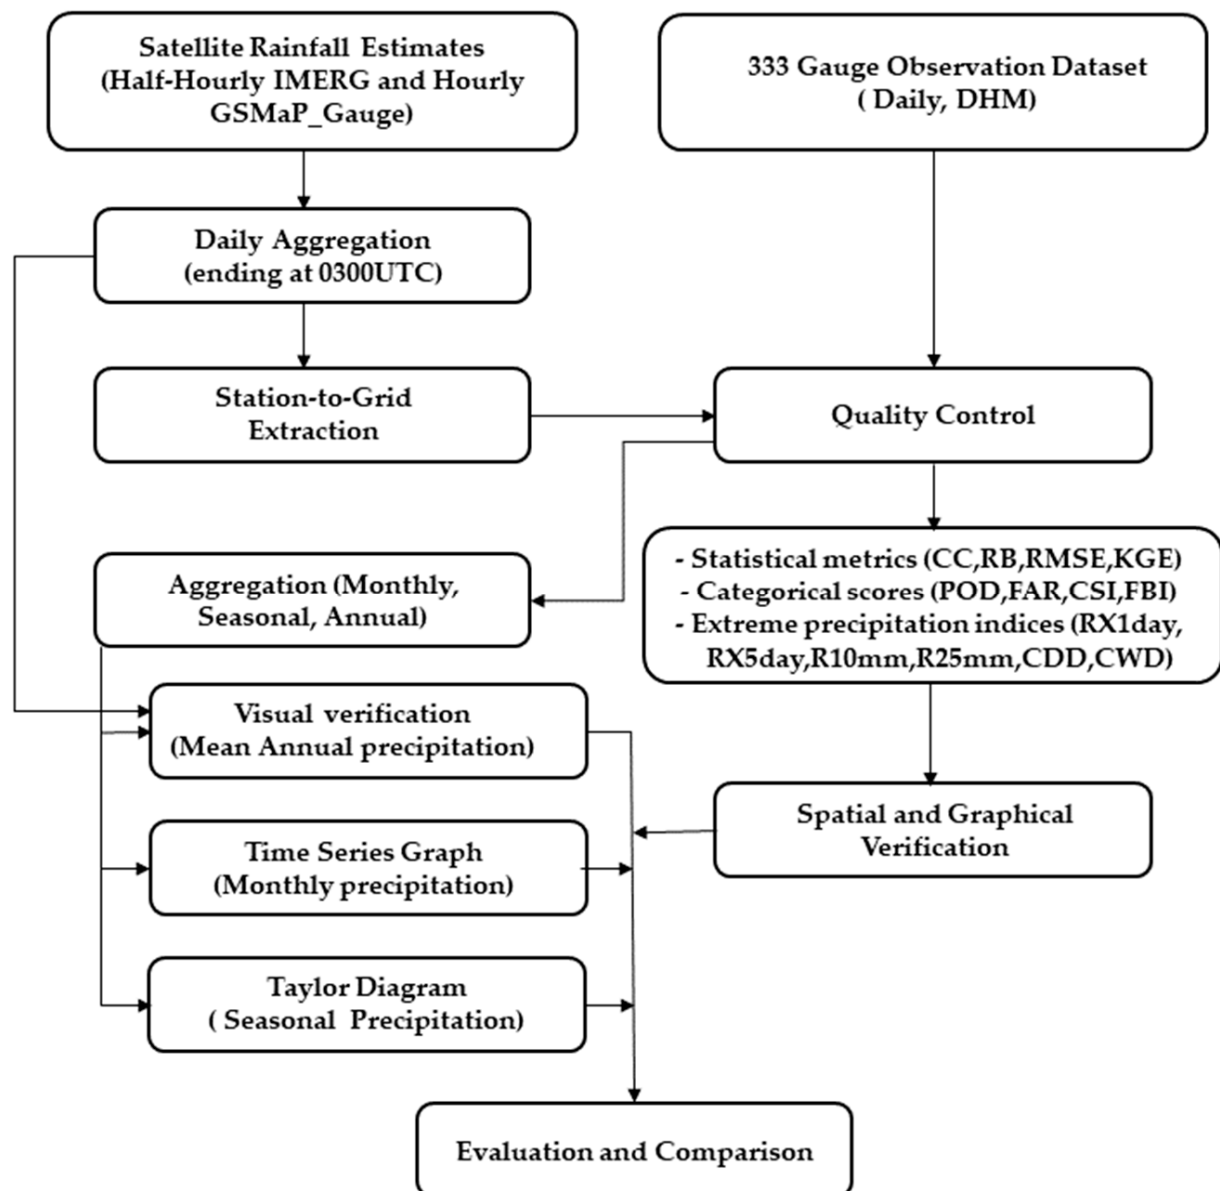 Satellite Rainfall Estimates
(Half-Hourly IMERG and Hourly
GSMaP_Gauge)
333 Gauge Observation Dataset
( Daily, DHM)
Daily Aggregation
(ending at 0300UTC)
Station-to-Grid
Extraction
Quality Control
Aggregation (Monthly,
Seasonal, Annual)
- Statistical metrics (CC,RB,RMSE,KGE)
- Categorical scores (POD,FAR,CSI,FBI)
- Extreme precipitation indices (RX1day,
RX5day,R10mm,R25mm,CDD,CWD)
Visual verification
(Mean Annual precipitation)
Spatial and Graphical
Verification
Time Series Graph
(Monthly precipitation)
Taylor Diagram
( Seasonal Precipitation)
Evaluation and Comparison